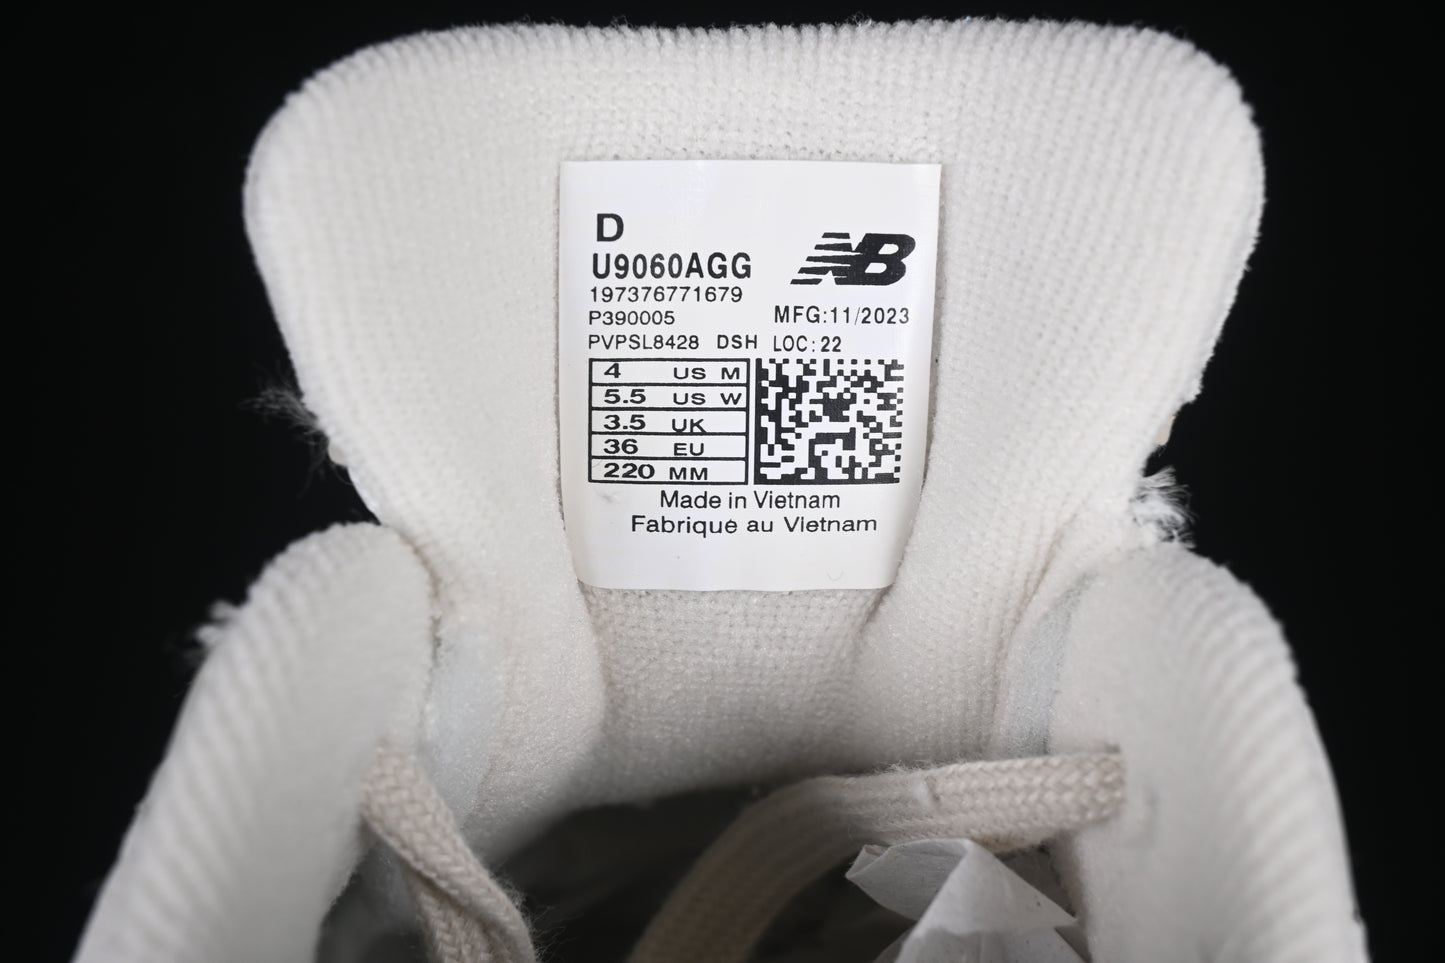 D
U9060AGG
NB
197376771679
P390005
MFG:11/2023
PVPSL8428 DSH LOC:22
4 US M
5.5 US W
3.5 UK
36 EU
220 MM
Made in Vietnam
Fabrique au Vietnam